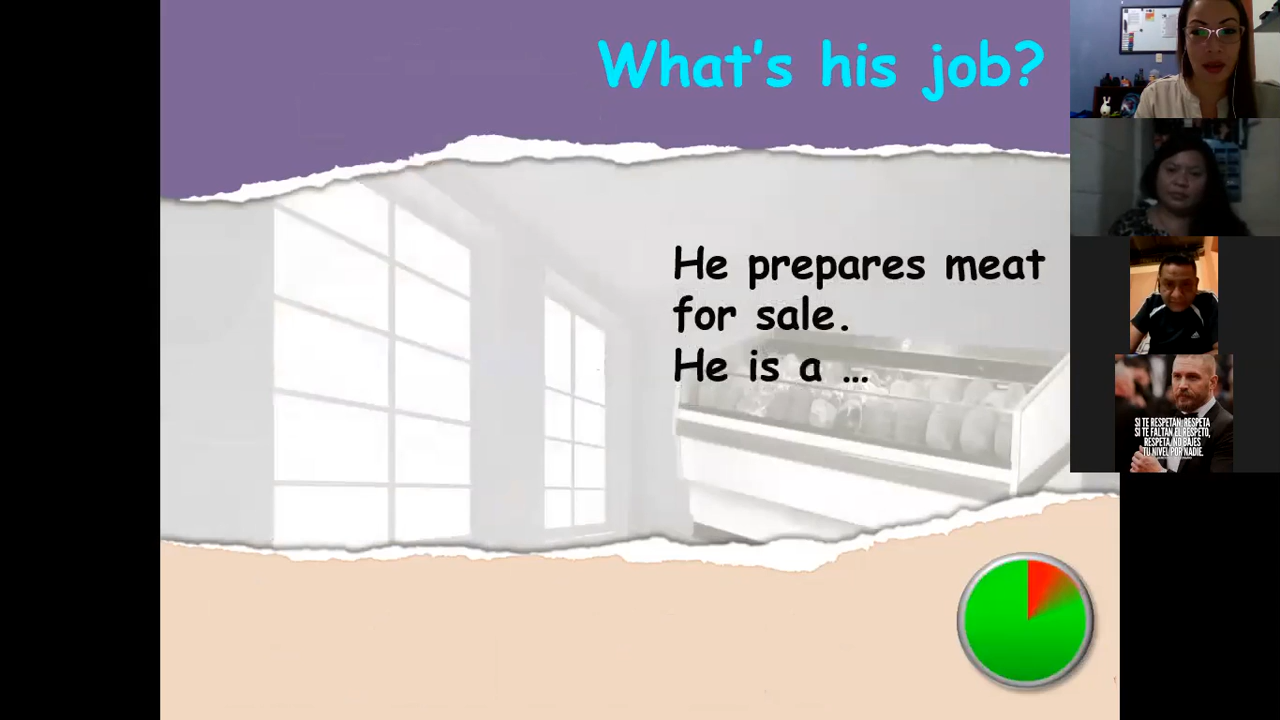 What's his job?
He prepares meat
for sale.
He is a ...
SI TE RESPETAN, RESPETA
SI TE FALTAN EL RESPETO,
RESPETA, NO BAJES
TU NIVEL POR NADIE.